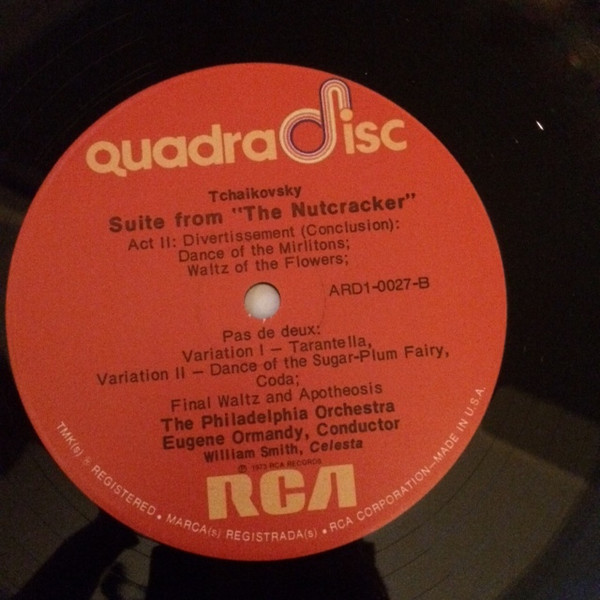 quadradisc
Tchaikovsky
Suite from "The Nutcracker"
Act II: Divertissement (Conclusion):
Dance of the Mirlitons;
Waltz of the Flowers;
ARD1-0027-B
Pas de deux:
Variation I — Tarantella,
Variation II — Dance of the Sugar-Plum Fairy,
Coda;
Final Waltz and Apotheosis
The Philadelphia Orchestra
Eugene Ormandy, Conductor
William Smith, Celesta
℗ 1973 RCA RECORDS
RCA
TMK(s) ® REGISTERED • MARCA(s) REGISTRADA(s) • RCA CORPORATION—MADE IN U.S.A.